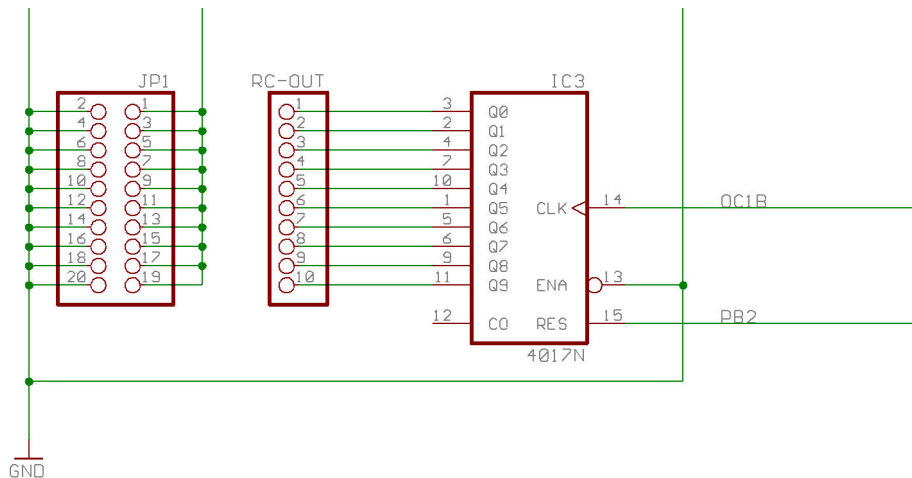 JP1 RC-OUT IC3
2 1 1 3 Q0
4 3 2 2 Q1
6 5 3 4 Q2
8 7 4 7 Q3
10 9 5 10 Q4
12 11 6 1 Q5 CLK 14 OC1B
14 13 7 5 Q6
16 15 8 6 Q7
18 17 9 9 Q8
20 19 10 11 Q9 ENA 13
12 CO RES 15 PB2
4017N
GND